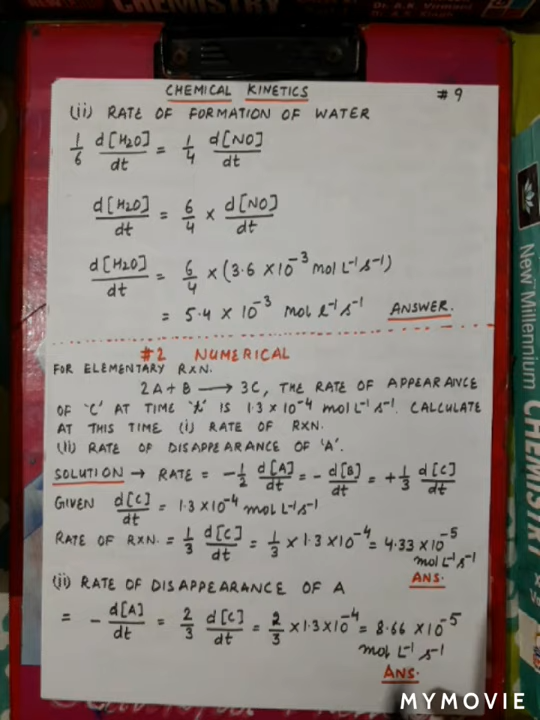 CHEMISTRY
Dr. A.K. Virmani
CHEMICAL KINETICS #9
(ii) RATE OF FORMATION OF WATER
1/6 d[H2O]/dt = 1/4 d[NO]/dt
d[H2O]/dt = 6/4 × d[NO]/dt
d[H2O]/dt = 6/4 × (3.6 × 10⁻³ mol L⁻¹ s⁻¹)
= 5.4 × 10⁻³ mol l⁻¹ s⁻¹ ANSWER.
#2 NUMERICAL
FOR ELEMENTARY RXN.
2A + B ⟶ 3C, THE RATE OF APPEARANCE
OF 'C' AT TIME 't' IS 1.3 × 10⁻⁴ mol L⁻¹ s⁻¹. CALCULATE
AT THIS TIME (i) RATE OF RXN.
(ii) RATE OF DISAPPEARANCE OF 'A'.
SOLUTION → RATE = -1/2 d[A]/dt = - d[B]/dt = +1/3 d[C]/dt
GIVEN d[C]/dt = 1.3 × 10⁻⁴ mol L⁻¹ s⁻¹
RATE OF RXN. = 1/3 d[C]/dt = 1/3 × 1.3 × 10⁻⁴ = 4.33 × 10⁻⁵
mol L⁻¹ s⁻¹
ANS.
(ii) RATE OF DISAPPEARANCE OF A
= - d[A]/dt = 2/3 d[C]/dt = 2/3 × 1.3 × 10⁻⁴ = 8.66 × 10⁻⁵
mol L⁻¹ s⁻¹
ANS.
New Millennium
MYMOVIE